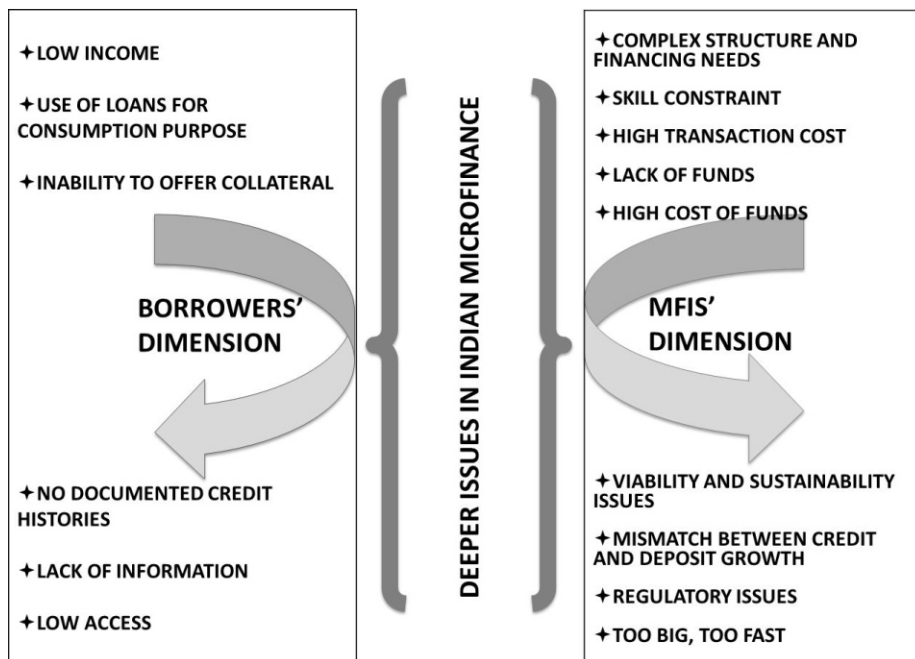 ✦LOW INCOME
✦USE OF LOANS FOR
CONSUMPTION PURPOSE
✦INABILITY TO OFFER COLLATERAL
BORROWERS’
DIMENSION
✦NO DOCUMENTED CREDIT
HISTORIES
✦LACK OF INFORMATION
✦LOW ACCESS
DEEPER ISSUES IN INDIAN MICROFINANCE
✦COMPLEX STRUCTURE AND
FINANCING NEEDS
✦SKILL CONSTRAINT
✦HIGH TRANSACTION COST
✦LACK OF FUNDS
✦HIGH COST OF FUNDS
MFIS’
DIMENSION
✦VIABILITY AND SUSTAINABILITY
ISSUES
✦MISMATCH BETWEEN CREDIT
AND DEPOSIT GROWTH
✦REGULATORY ISSUES
✦TOO BIG, TOO FAST